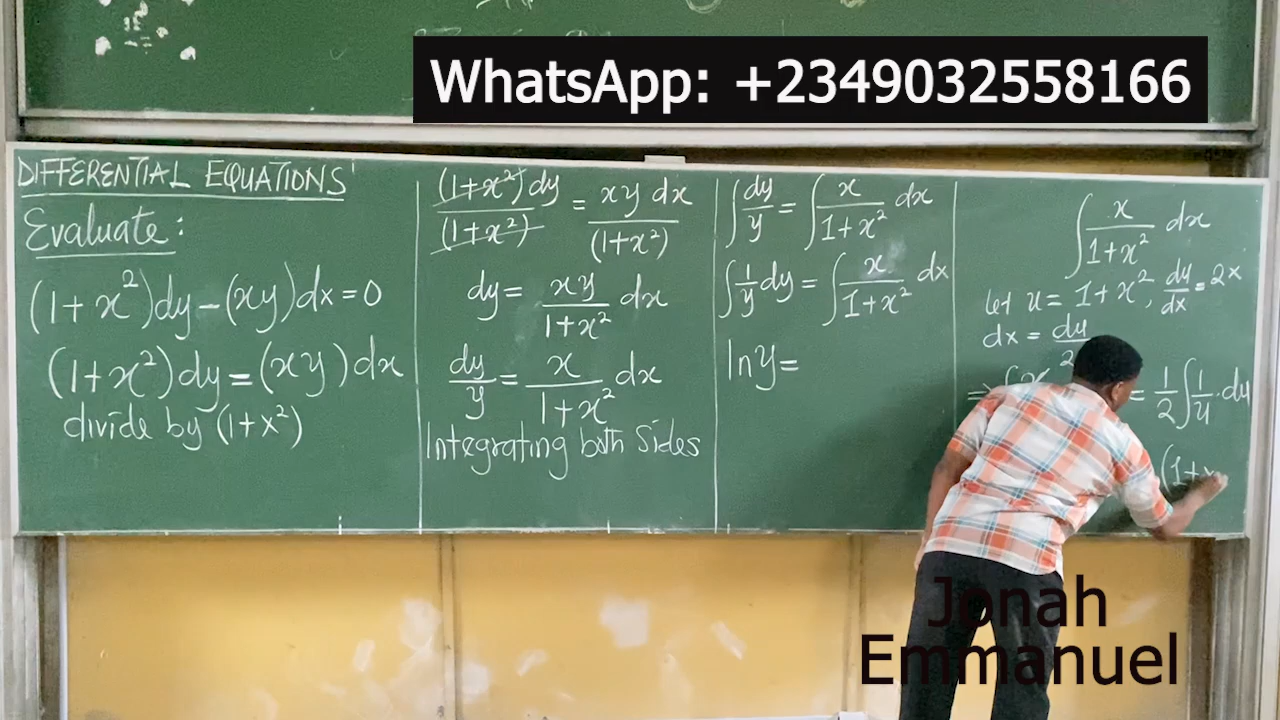 WhatsApp: +2349032558166
DIFFERENTIAL EQUATIONS
Evaluate:
(1+x²)dy-(xy)dx=0
(1+x²)dy=(xy)dx
divide by (1+x²)
(1+x²)dy/(1+x²) = xy dx/(1+x²)
dy= xy/1+x² dx
dy/y = x/1+x² dx
Integrating both Sides
∫dy/y = ∫x/1+x² dx
∫1/y dy = ∫x/1+x² dx
lny=
∫x/1+x² dx
let u = 1+x², dy/dx = 2x
dx = du
= 1/2∫1/u.du
(1+x
Jonah
Emmanuel